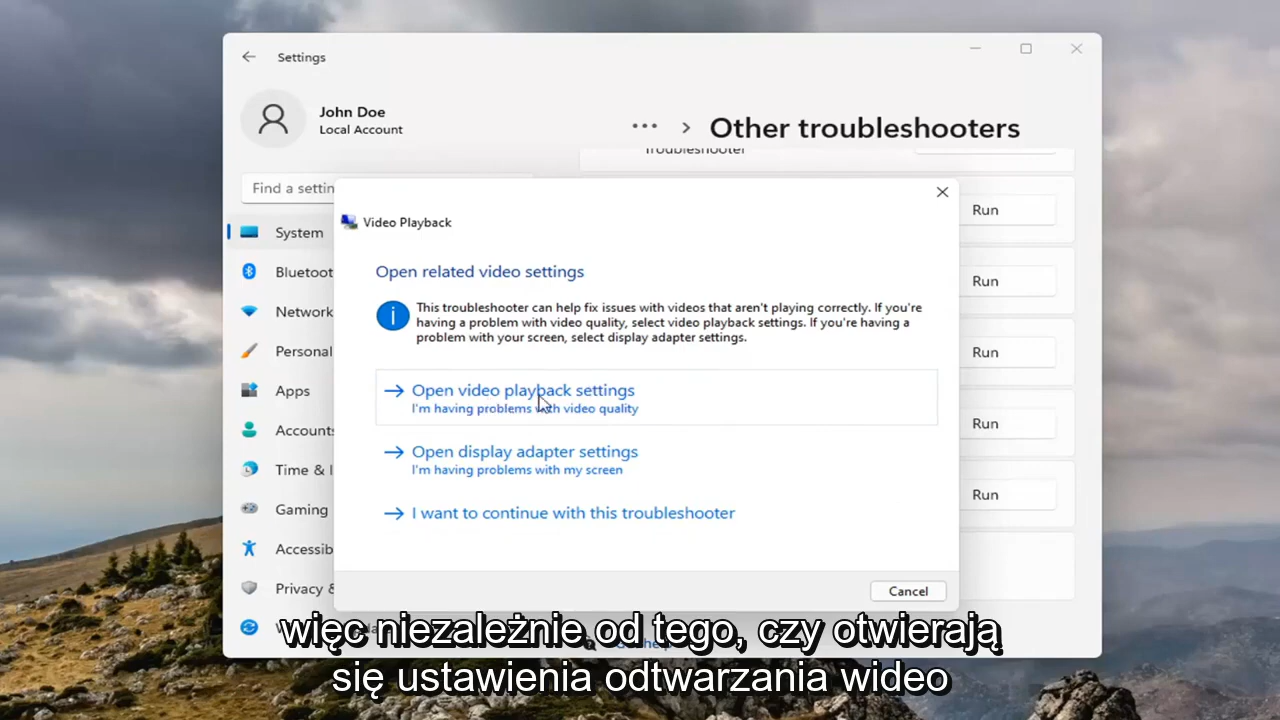 Settings
John Doe
Local Account
Other troubleshooters
Troubleshooter
Find a settin
Run
Video Playback
System
Open related video settings
Bluetoot
Run
This troubleshooter can help fix issues with videos that aren't playing correctly. If you're
having a problem with video quality, select video playback settings. If you're having a
problem with your screen, select display adapter settings.
Network
Personal
Run
Apps
Open video playback settings
I'm having problems with video quality
Accounts
Run
Open display adapter settings
I'm having problems with my screen
Time & l
Run
Gaming
I want to continue with this troubleshooter
Accessib
Privacy &
Cancel
więc niezależnie od tego, czy otwierają
się ustawienia odtwarzania wideo